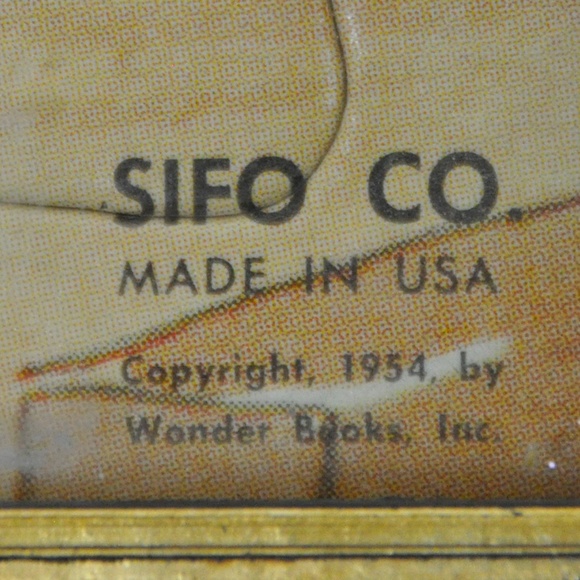 SIFO CO.
MADE IN USA
Copyright, 1954, by
Wonder Books, Inc.